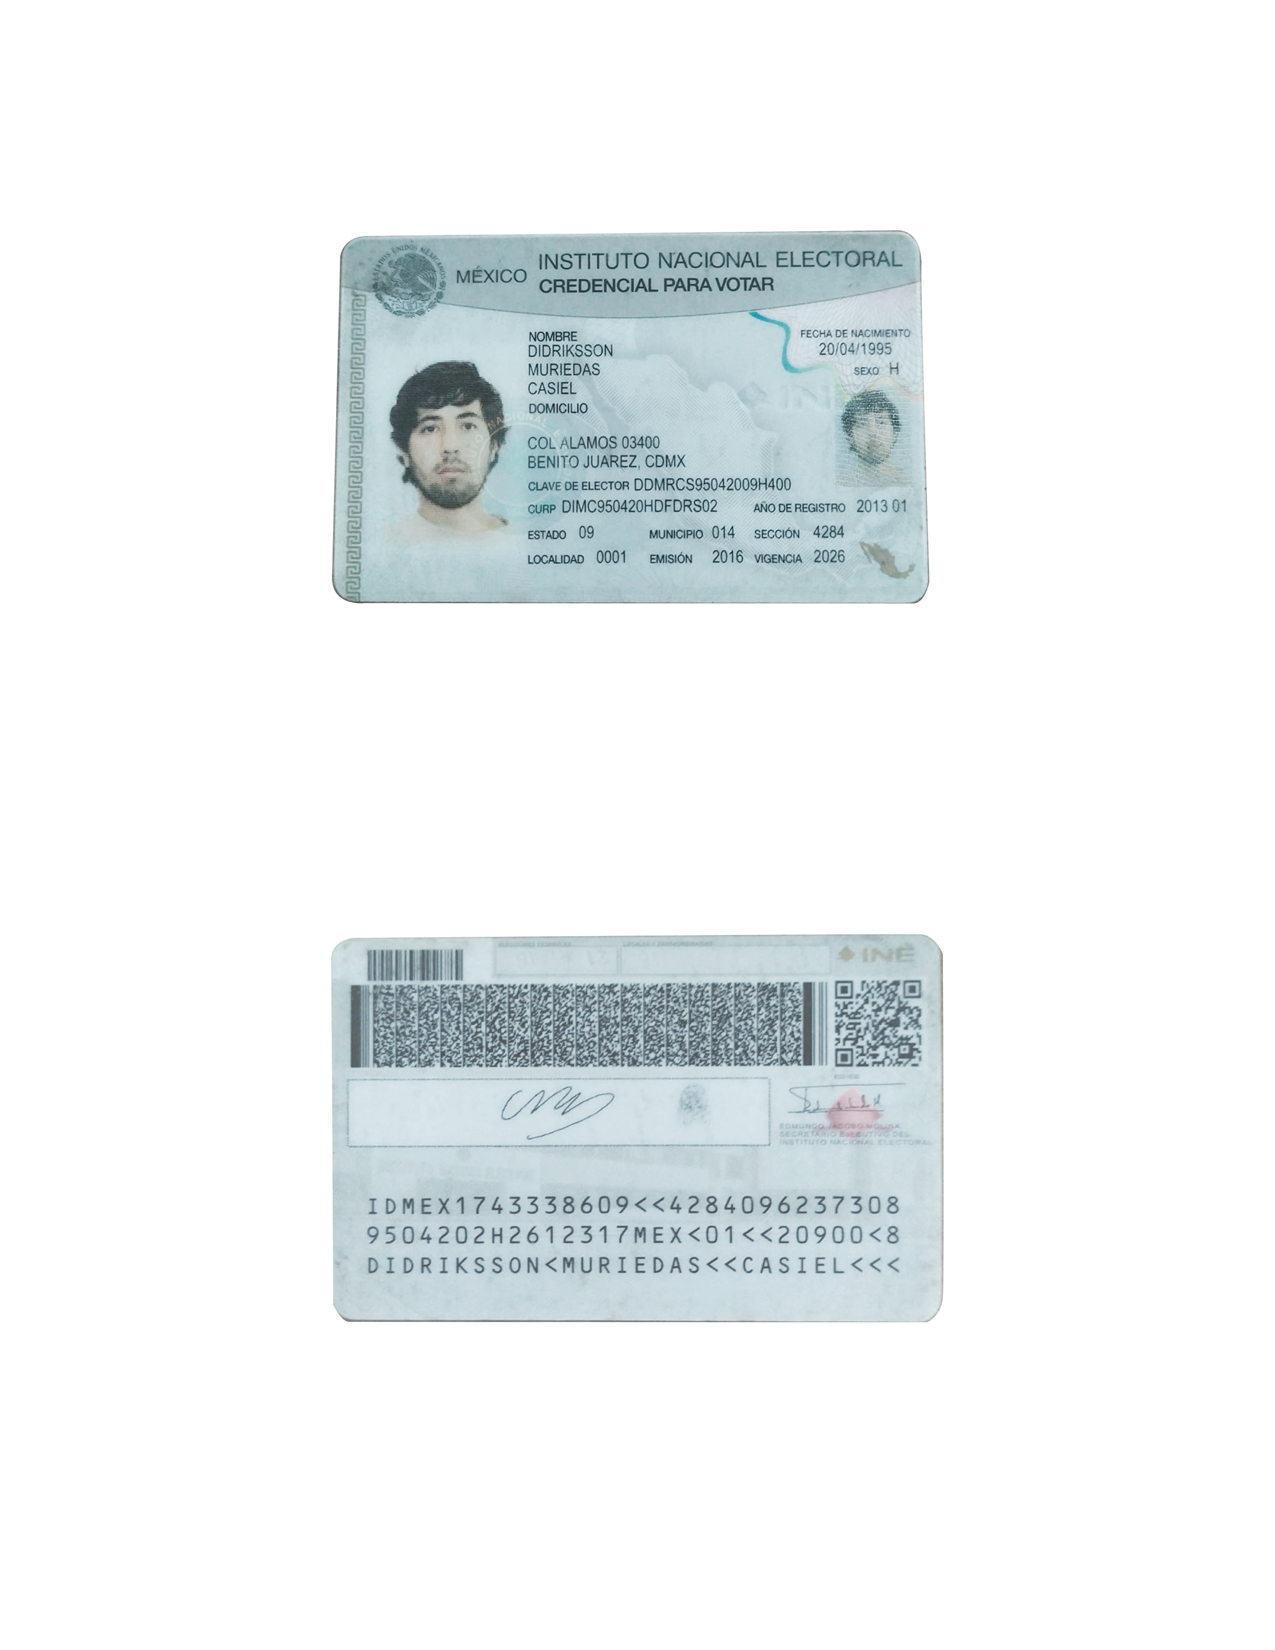 ESTADOS UNIDOS MEXICANOS
MÉXICO
INSTITUTO NACIONAL ELECTORAL
CREDENCIAL PARA VOTAR
NOMBRE
DIDRIKSSON
MURIEDAS
CASIEL
FECHA DE NACIMIENTO
20/04/1995
SEXO H
DOMICILIO
COL ALAMOS 03400
BENITO JUAREZ, CDMX
CLAVE DE ELECTOR DDMRCS95042009H400
CURP DIMC950420HDFDRS02 AÑO DE REGISTRO 2013 01
ESTADO 09 MUNICIPIO 014 SECCIÓN 4284
LOCALIDAD 0001 EMISIÓN 2016 VIGENCIA 2026
INE
EDMUNDO JACOBO MOLINA
SECRETARIO EJECUTIVO DEL
INSTITUTO NACIONAL ELECTORAL
IDMEX1743338609<<4284096237308
9504202H2612317MEX<01<<20900<8
DIDRIKSSON<MURIEDAS<<CASIEL<<<